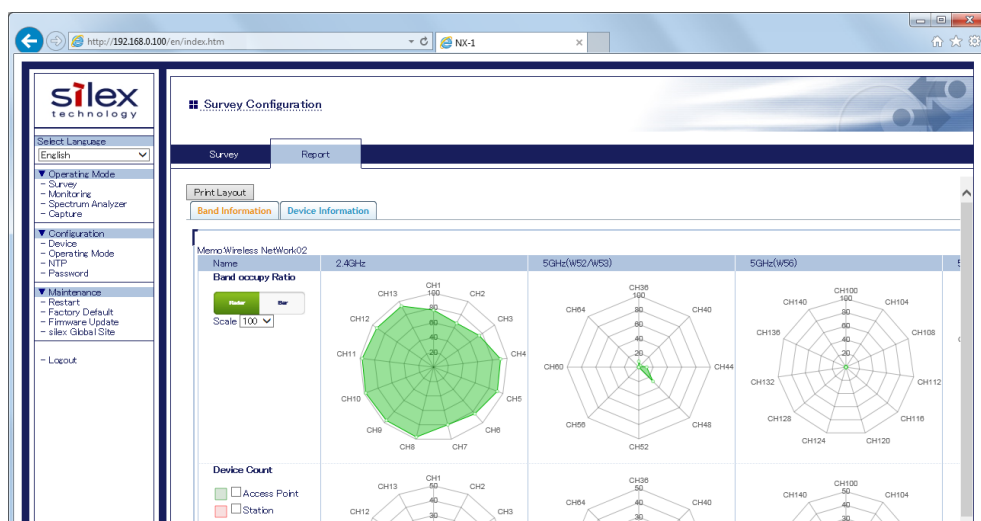 http://192.168.0.100/en/index.htm
NX-1
silex
technology
Select Language
English
▼ Operating Mode
- Survey
- Monitoring
- Spectrum Analyzer
- Capture
▼ Configuration
- Device
- Operating Mode
- NTP
- Password
▼ Maintenance
- Restart
- Factory Default
- Firmware Update
- silex Global Site
- Logout
Survey Configuration
Survey Report
Print Layout
Band Information Device Information
Memo:Wireless NetWork02
Name 2.4GHz 5GHz(W52/W53) 5GHz(W56) 5
Band occupy Ratio
Radar Bar
Scale 100
CH1 CH2 CH3 CH4 CH5 CH6 CH7 CH8 CH9 CH10 CH11 CH12 CH13
100 80 60 40 20
CH36 CH40 CH44 CH48 CH52 CH56 CH60 CH64
100 80 60 40 20
CH100 CH104 CH108 CH112 CH116 CH120 CH124 CH128 CH132 CH136 CH140
100 80 60 40 20
Device Count
Access Point
Station
CH1 CH2 CH3 CH12 CH13
50 40 30
CH36 CH40 CH64
50 40 30
CH100 CH104 CH140
50 40 30